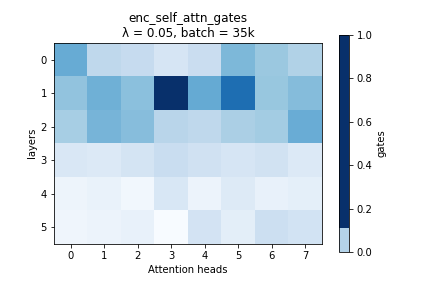 enc_self_attn_gates
λ = 0.05, batch = 35k
layers
0
1
2
3
4
5
0 1 2 3 4 5 6 7
Attention heads
1.0
0.8
0.6
0.4
0.2
0.0
gates